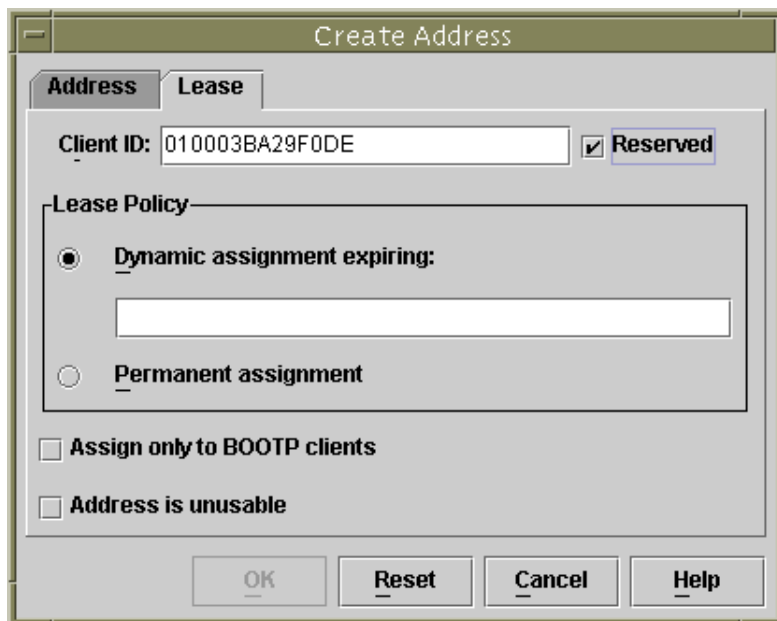 Create Address
Address Lease
Client ID: 010003BA29F0DE Reserved
Lease Policy
Dynamic assignment expiring:
Permanent assignment
Assign only to BOOTP clients
Address is unusable
OK Reset Cancel Help